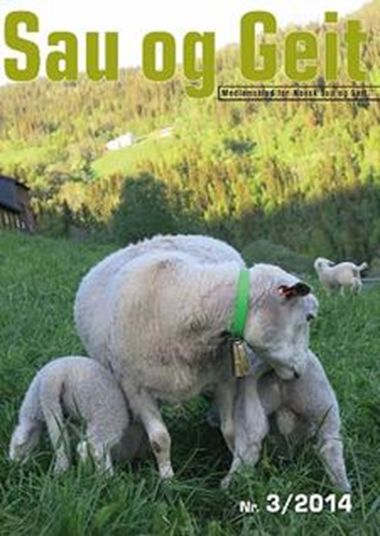 Sau og Geit
Medlemsblad for Norsk Sau og Geit
Nr. 3/2014